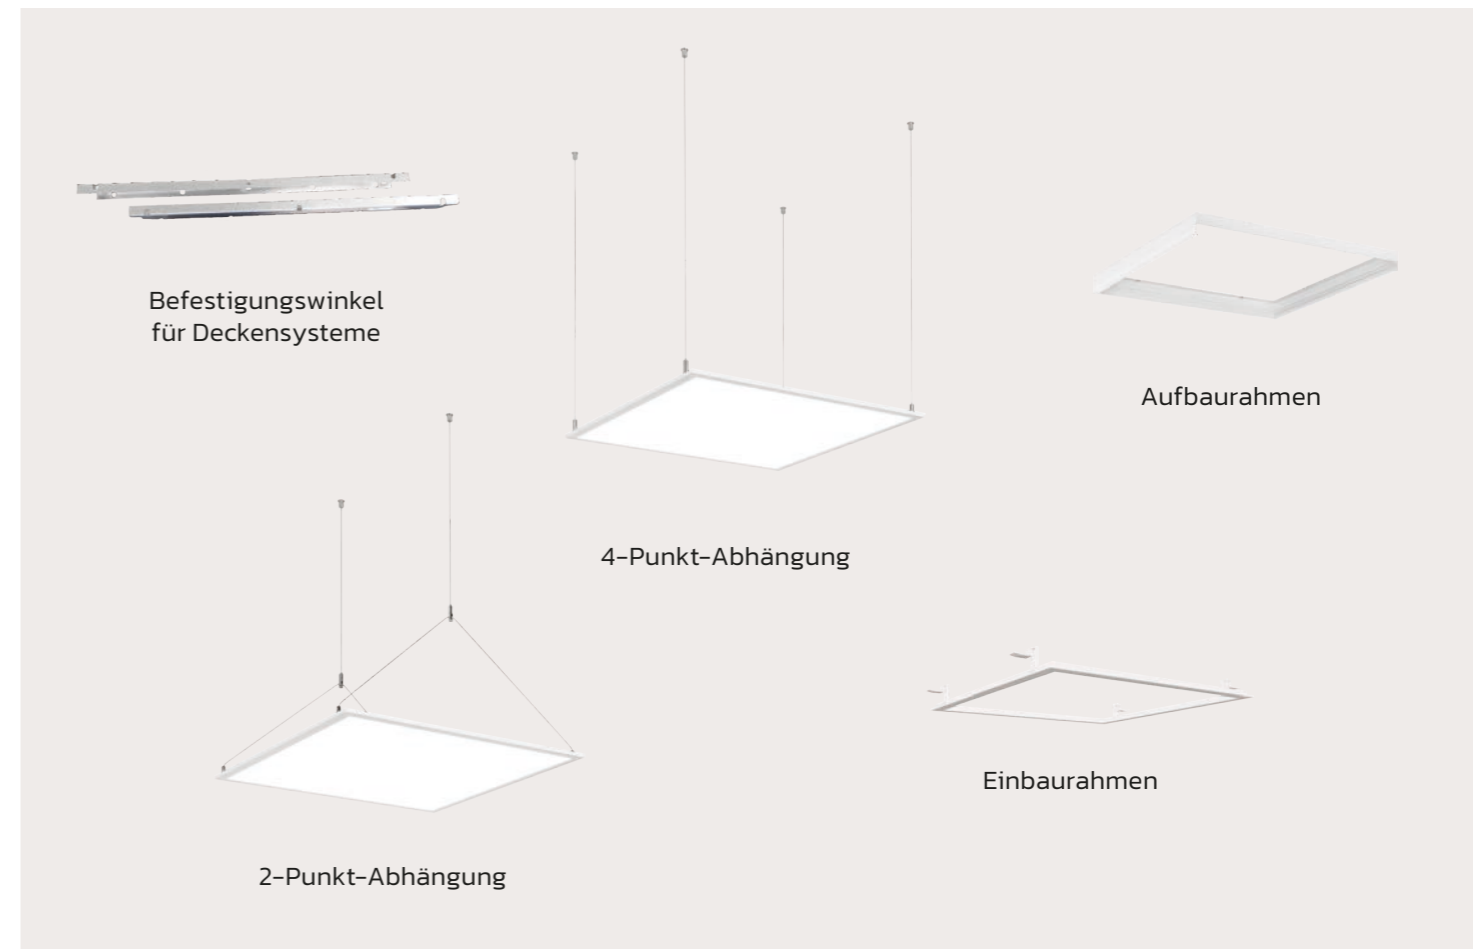 Befestigungswinkel
für Deckensysteme
Aufbaurahmen
4-Punkt-Abhängung
Einbaurahmen
2-Punkt-Abhängung